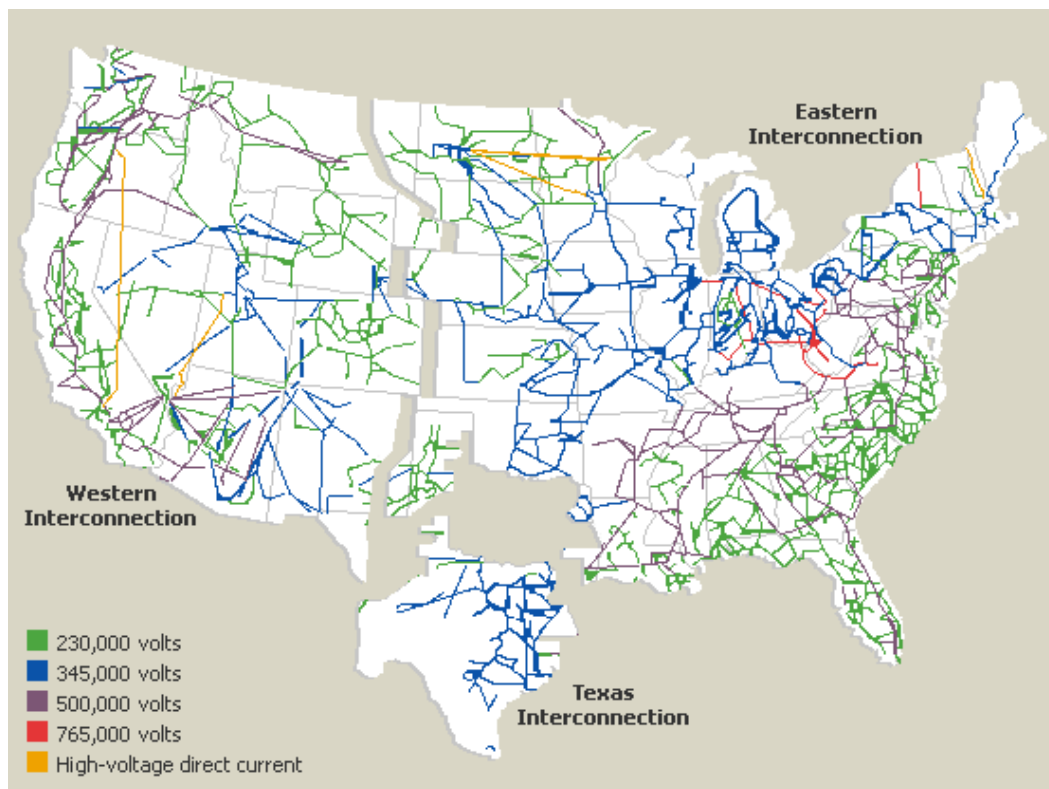 Eastern
Interconnection
Western
Interconnection
Texas
Interconnection
230,000 volts
345,000 volts
500,000 volts
765,000 volts
High-voltage direct current